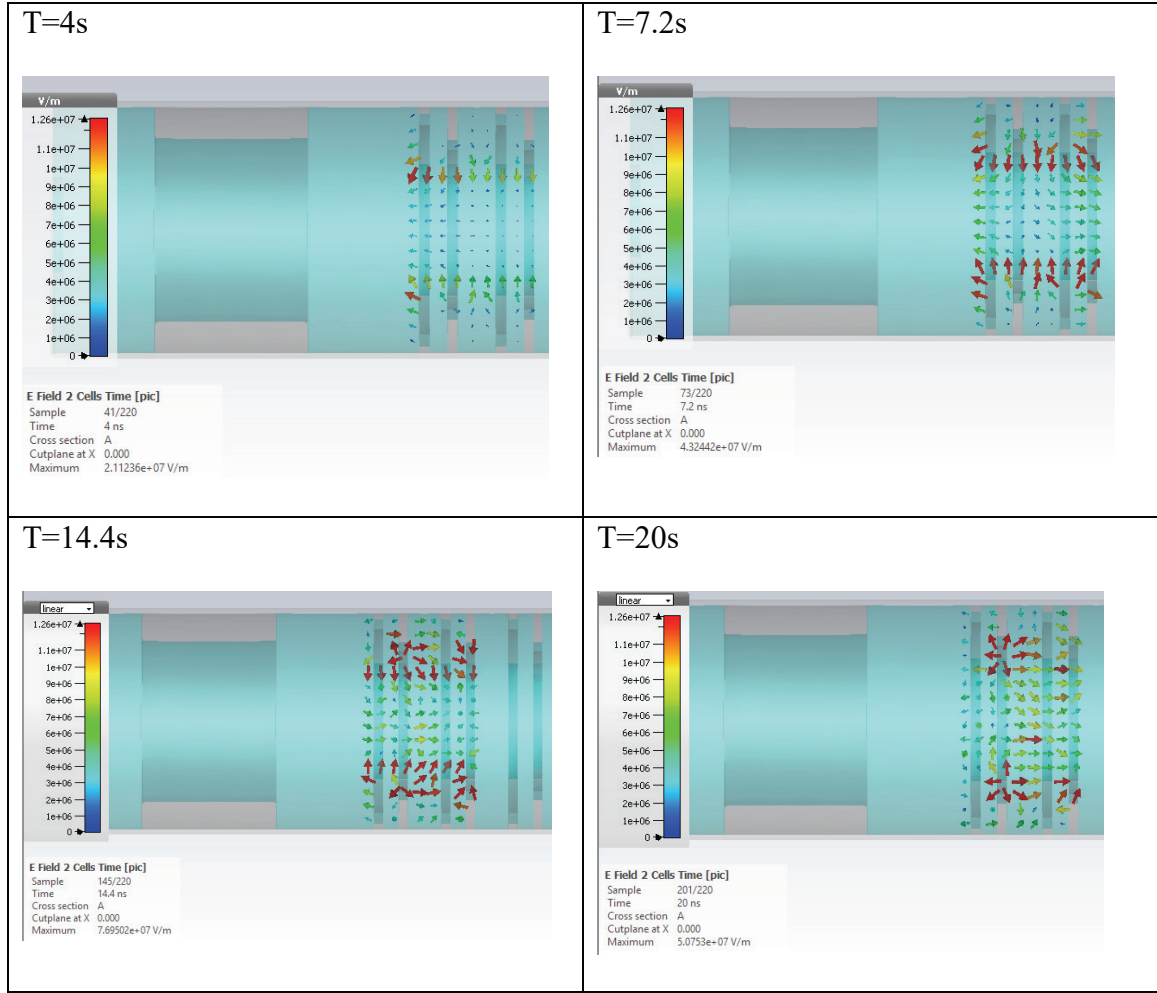 T=4s
V/m
1.26e+07
1.1e+07
1e+07
9e+06
8e+06
7e+06
6e+06
5e+06
4e+06
3e+06
2e+06
1e+06
0
E Field 2 Cells Time [pic]
Sample 41/220
Time 4 ns
Cross section A
Cutplane at X 0.000
Maximum 2.11236e+07 V/m
T=7.2s
V/m
1.26e+07
1.1e+07
1e+07
9e+06
8e+06
7e+06
6e+06
5e+06
4e+06
3e+06
2e+06
1e+06
0
E Field 2 Cells Time [pic]
Sample 73/220
Time 7.2 ns
Cross section A
Cutplane at X 0.000
Maximum 4.32442e+07 V/m
T=14.4s
linear
1.26e+07
1.1e+07
1e+07
9e+06
8e+06
7e+06
6e+06
5e+06
4e+06
3e+06
2e+06
1e+06
0
E Field 2 Cells Time [pic]
Sample 145/220
Time 14.4 ns
Cross section A
Cutplane at X 0.000
Maximum 7.69502e+07 V/m
T=20s
linear
1.26e+07
1.1e+07
1e+07
9e+06
8e+06
7e+06
6e+06
5e+06
4e+06
3e+06
2e+06
1e+06
0
E Field 2 Cells Time [pic]
Sample 201/220
Time 20 ns
Cross section A
Cutplane at X 0.000
Maximum 5.0753e+07 V/m